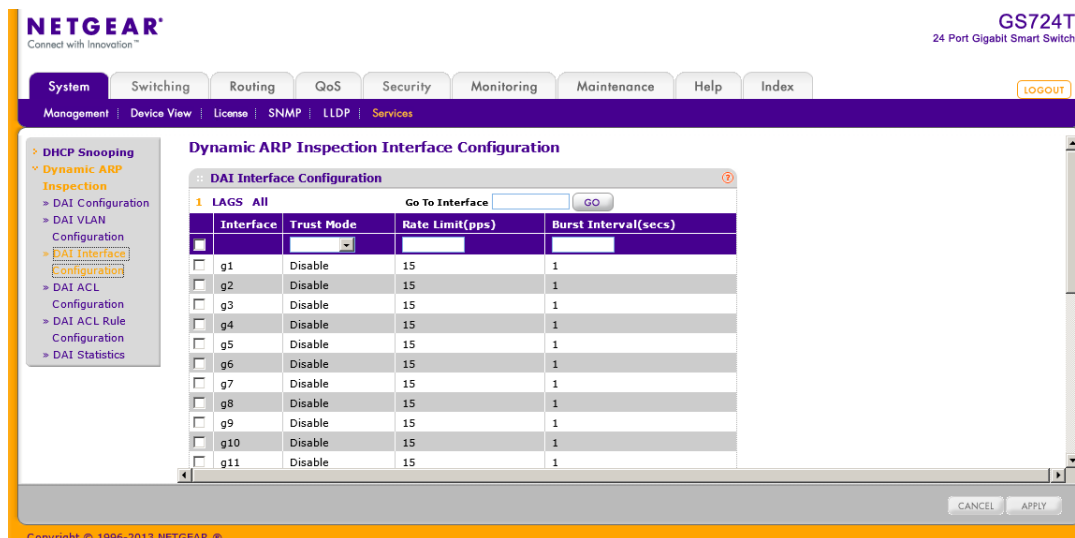 NETGEAR®
Connect with Innovation™
GS724T
24 Port Gigabit Smart Switch
System Switching Routing QoS Security Monitoring Maintenance Help Index
LOGOUT
Management Device View License SNMP LLDP Services
DHCP Snooping
Dynamic ARP
Inspection
» DAI Configuration
» DAI VLAN
Configuration
» DAI Interface
Configuration
» DAI ACL
Configuration
» DAI ACL Rule
Configuration
» DAI Statistics
Dynamic ARP Inspection Interface Configuration
DAI Interface Configuration ?
1 LAGS All Go To Interface GO
Interface Trust Mode Rate Limit(pps) Burst Interval(secs)
g1 Disable 15 1
g2 Disable 15 1
g3 Disable 15 1
g4 Disable 15 1
g5 Disable 15 1
g6 Disable 15 1
g7 Disable 15 1
g8 Disable 15 1
g9 Disable 15 1
g10 Disable 15 1
g11 Disable 15 1
CANCEL APPLY
Copyright © 1996-2013 NETGEAR ®